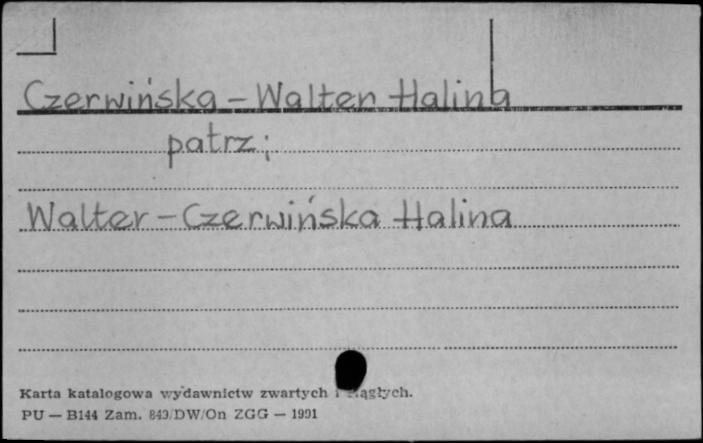 Czerwińska - Walter Halina
patrz;
Walter - Czerwińska Halina
Karta katalogowa wydawnictw zwartych i ciągłych.
PU — B144 Zam. 843/DW/On ZGG — 1991